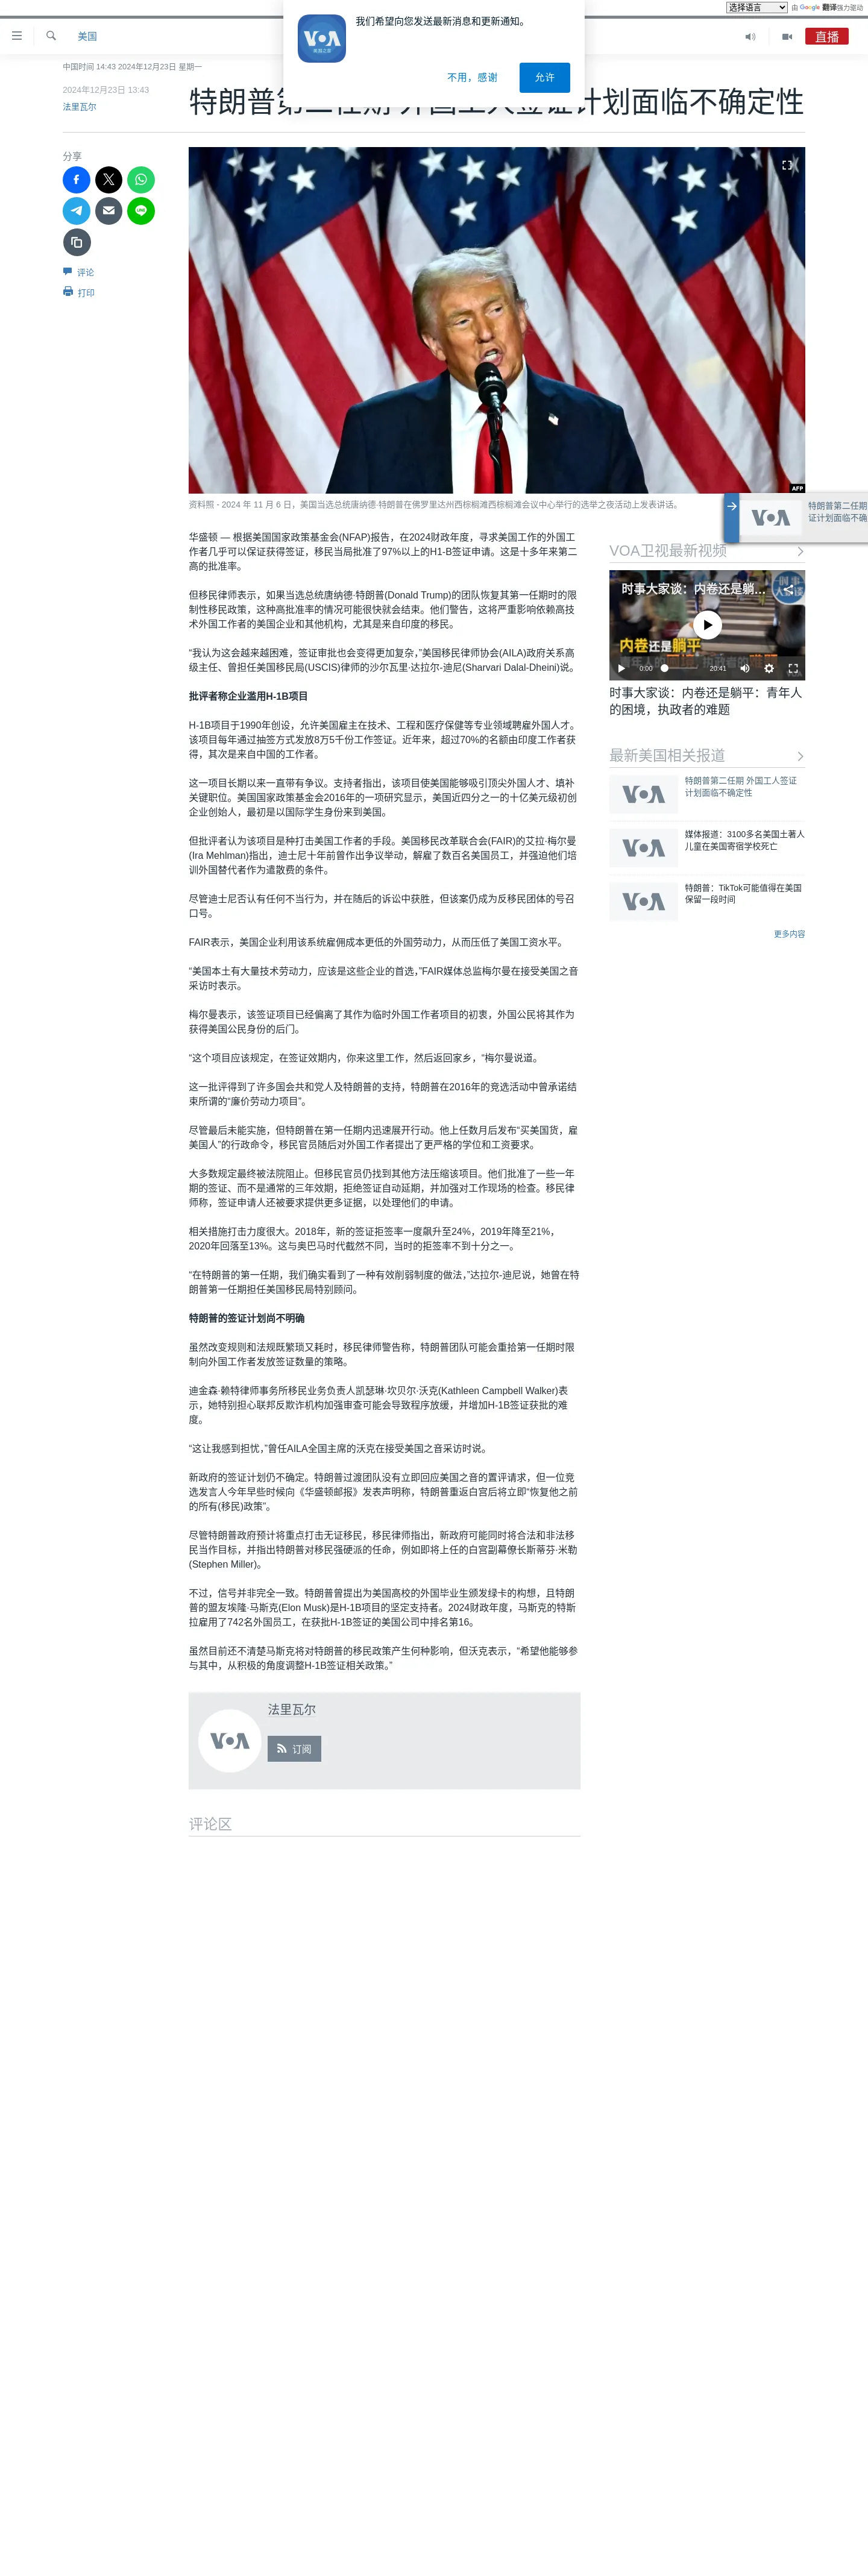 选择语言 由 Google 翻译强力驱动
VOA
美国之音
我们希望向您发送最新消息和更新通知。
不用，感谢
允许
美国
直播
中国时间 14:43 2024年12月23日 星期一
2024年12月23日 13:43
法里瓦尔
特朗普第二任期 外国工人签证计划面临不确定性
分享
评论
打印
AFP
资料照 - 2024 年 11 月 6 日，美国当选总统唐纳德·特朗普在佛罗里达州西棕榈滩西棕榈滩会议中心举行的选举之夜活动上发表讲话。
华盛顿 — 根据美国国家政策基金会(NFAP)报告，在2024财政年度，寻求美国工作的外国工
作者几乎可以保证获得签证，移民当局批准了97%以上的H1-B签证申请。这是十多年来第二
高的批准率。
但移民律师表示，如果当选总统唐纳德·特朗普(Donald Trump)的团队恢复其第一任期时的限
制性移民政策，这种高批准率的情况可能很快就会结束。他们警告，这将严重影响依赖高技
术外国工作者的美国企业和其他机构，尤其是来自印度的移民。
“我认为这会越来越困难，签证审批也会变得更加复杂，”美国移民律师协会(AILA)政府关系高
级主任、曾担任美国移民局(USCIS)律师的沙尔瓦里·达拉尔-迪尼(Sharvari Dalal-Dheini)说。
批评者称企业滥用H-1B项目
H-1B项目于1990年创设，允许美国雇主在技术、工程和医疗保健等专业领域聘雇外国人才。
该项目每年通过抽签方式发放8万5千份工作签证。近年来，超过70%的名额由印度工作者获
得，其次是来自中国的工作者。
这一项目长期以来一直带有争议。支持者指出，该项目使美国能够吸引顶尖外国人才、填补
关键职位。美国国家政策基金会2016年的一项研究显示，美国近四分之一的十亿美元级初创
企业创始人，最初是以国际学生身份来到美国。
但批评者认为该项目是种打击美国工作者的手段。美国移民改革联合会(FAIR)的艾拉·梅尔曼
(Ira Mehlman)指出，迪士尼十年前曾作出争议举动，解雇了数百名美国员工，并强迫他们培
训外国替代者作为遣散费的条件。
尽管迪士尼否认有任何不当行为，并在随后的诉讼中获胜，但该案仍成为反移民团体的号召
口号。
FAIR表示，美国企业利用该系统雇佣成本更低的外国劳动力，从而压低了美国工资水平。
“美国本土有大量技术劳动力，应该是这些企业的首选，”FAIR媒体总监梅尔曼在接受美国之音
采访时表示。
梅尔曼表示，该签证项目已经偏离了其作为临时外国工作者项目的初衷，外国公民将其作为
获得美国公民身份的后门。
“这个项目应该规定，在签证效期内，你来这里工作，然后返回家乡，“梅尔曼说道。
这一批评得到了许多国会共和党人及特朗普的支持，特朗普在2016年的竞选活动中曾承诺结
束所谓的“廉价劳动力项目”。
尽管最后未能实施，但特朗普在第一任期内迅速展开行动。他上任数月后发布“买美国货，雇
美国人”的行政命令，移民官员随后对外国工作者提出了更严格的学位和工资要求。
大多数规定最终被法院阻止。但移民官员仍找到其他方法压缩该项目。他们批准了一些一年
期的签证、而不是通常的三年效期，拒绝签证自动延期，并加强对工作现场的检查。移民律
师称，签证申请人还被要求提供更多证据，以处理他们的申请。
相关措施打击力度很大。2018年，新的签证拒签率一度飙升至24%，2019年降至21%，
2020年回落至13%。这与奥巴马时代截然不同，当时的拒签率不到十分之一。
“在特朗普的第一任期，我们确实看到了一种有效削弱制度的做法，”达拉尔-迪尼说，她曾在特
朗普第一任期担任美国移民局特别顾问。
特朗普的签证计划尚不明确
虽然改变规则和法规既繁琐又耗时，移民律师警告称，特朗普团队可能会重拾第一任期时限
制向外国工作者发放签证数量的策略。
迪金森·赖特律师事务所移民业务负责人凯瑟琳·坎贝尔·沃克(Kathleen Campbell Walker)表
示，她特别担心联邦反欺诈机构加强审查可能会导致程序放缓，并增加H-1B签证获批的难
度。
“这让我感到担忧，”曾任AILA全国主席的沃克在接受美国之音采访时说。
新政府的签证计划仍不确定。特朗普过渡团队没有立即回应美国之音的置评请求，但一位竞
选发言人今年早些时候向《华盛顿邮报》发表声明称，特朗普重返白宫后将立即“恢复他之前
的所有(移民)政策”。
尽管特朗普政府预计将重点打击无证移民，移民律师指出，新政府可能同时将合法和非法移
民当作目标，并指出特朗普对移民强硬派的任命，例如即将上任的白宫副幕僚长斯蒂芬·米勒
(Stephen Miller)。
不过，信号并非完全一致。特朗普曾提出为美国高校的外国毕业生颁发绿卡的构想，且特朗
普的盟友埃隆·马斯克(Elon Musk)是H-1B项目的坚定支持者。2024财政年度，马斯克的特斯
拉雇用了742名外国员工，在获批H-1B签证的美国公司中排名第16。
虽然目前还不清楚马斯克将对特朗普的移民政策产生何种影响，但沃克表示，“希望他能够参
与其中，从积极的角度调整H-1B签证相关政策。”
VOA
法里瓦尔
订阅
评论区
VOA
特朗普第二任期
证计划面临不确
VOA卫视最新视频
时事大家谈：内卷还是躺…
内卷还是躺平
0:00
20:41
时事大家谈：内卷还是躺平：青年人
的困境，执政者的难题
最新美国相关报道
VOA
特朗普第二任期 外国工人签证
计划面临不确定性
VOA
媒体报道：3100多名美国土著人
儿童在美国寄宿学校死亡
VOA
特朗普：TikTok可能值得在美国
保留一段时间
更多内容